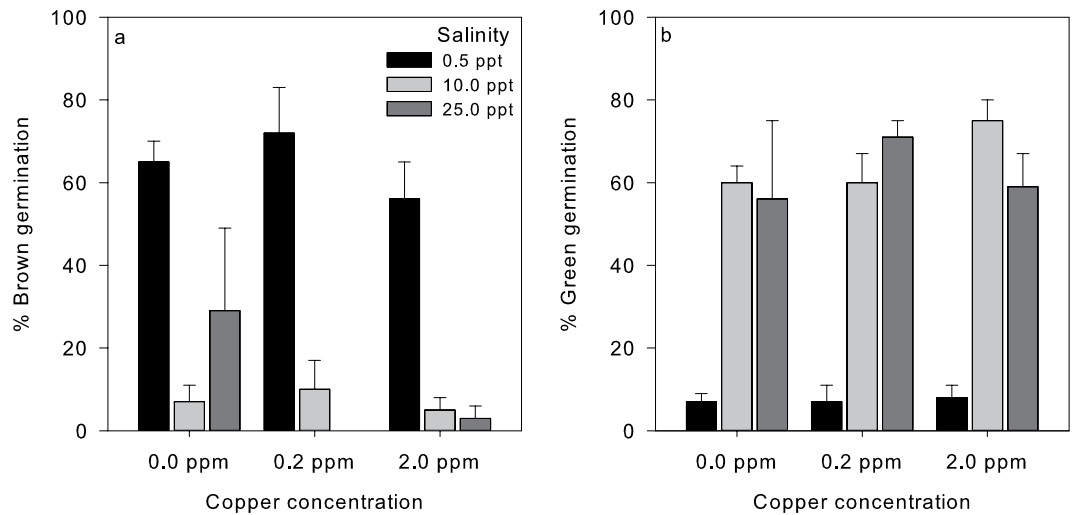 100
80
60
40
20
0
% Brown germination
a
Salinity
0.5 ppt
10.0 ppt
25.0 ppt
0.0 ppm 0.2 ppm 2.0 ppm
Copper concentration
100
80
60
40
20
0
% Green germination
b
0.0 ppm 0.2 ppm 2.0 ppm
Copper concentration